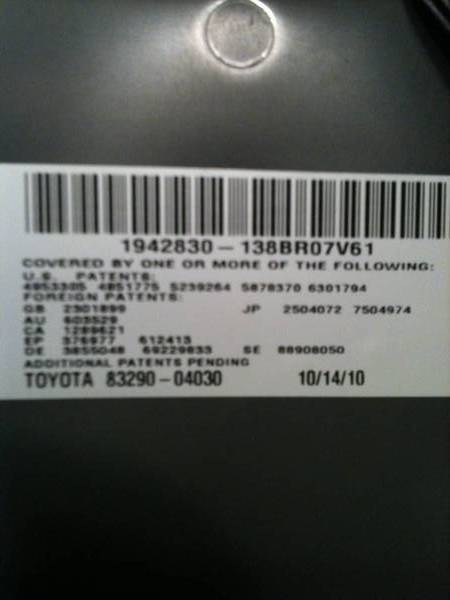 1942830-138BR07V61
COVERED BY ONE OR MORE OF THE FOLLOWING:
U.S. PATENTS:
4953305 4851775 5239264 5878370 6301794
FOREIGN PATENTS:
GB 2301899 JP 2504072 7504974
AU 603529
CA 1289621
EP 376977 612413
DE 3855048 69229833 SE 88908050
ADDITIONAL PATENTS PENDING
TOYOTA 83290-04030 10/14/10